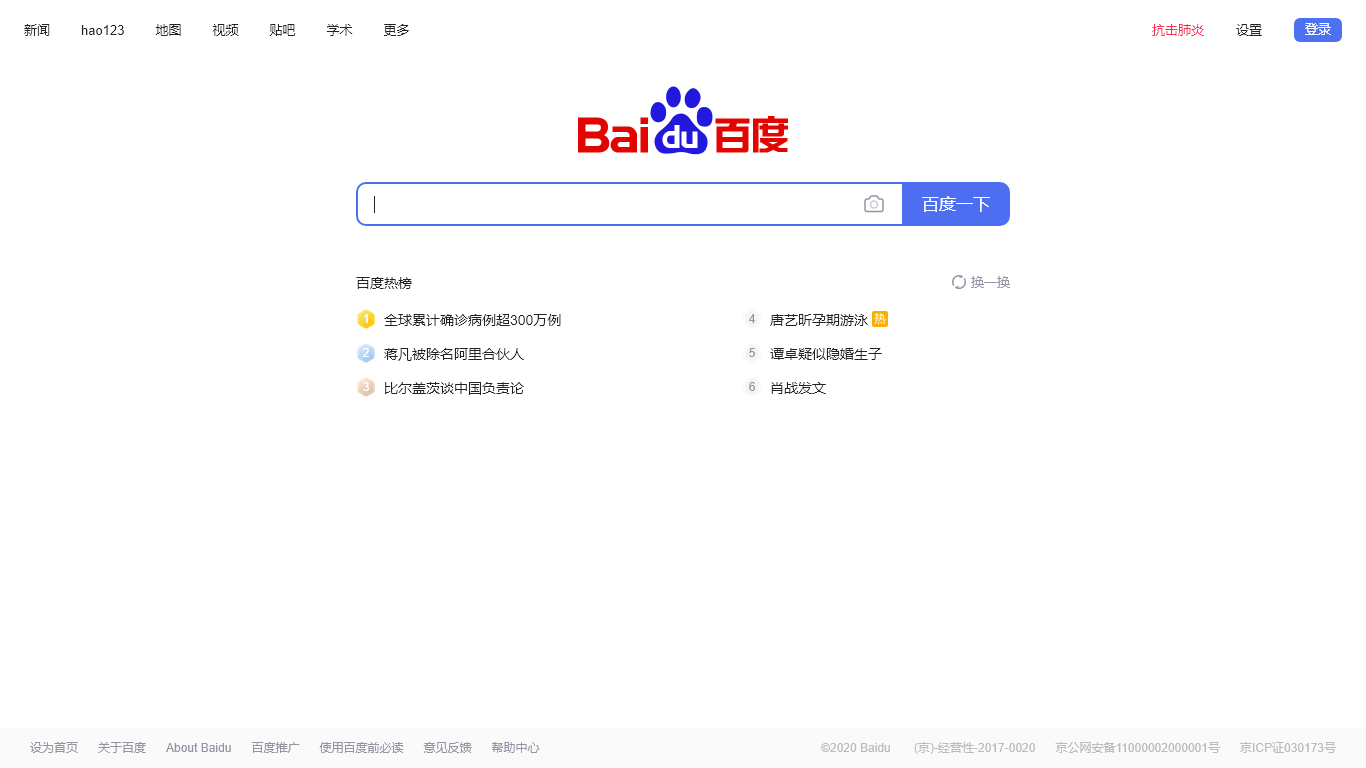 新闻 hao123 地图 视频 贴吧 学术 更多 抗击肺炎 设置 登录
Baidu百度
百度一下
百度热榜 换一换
1 全球累计确诊病例超300万例
2 蒋凡被除名阿里合伙人
3 比尔盖茨谈中国负责论
4 唐艺昕孕期游泳 热
5 谭卓疑似隐婚生子
6 肖战发文
设为首页 关于百度 About Baidu 百度推广 使用百度前必读 意见反馈 帮助中心 ©2020 Baidu (京)-经营性-2017-0020 京公网安备11000002000001号 京ICP证030173号